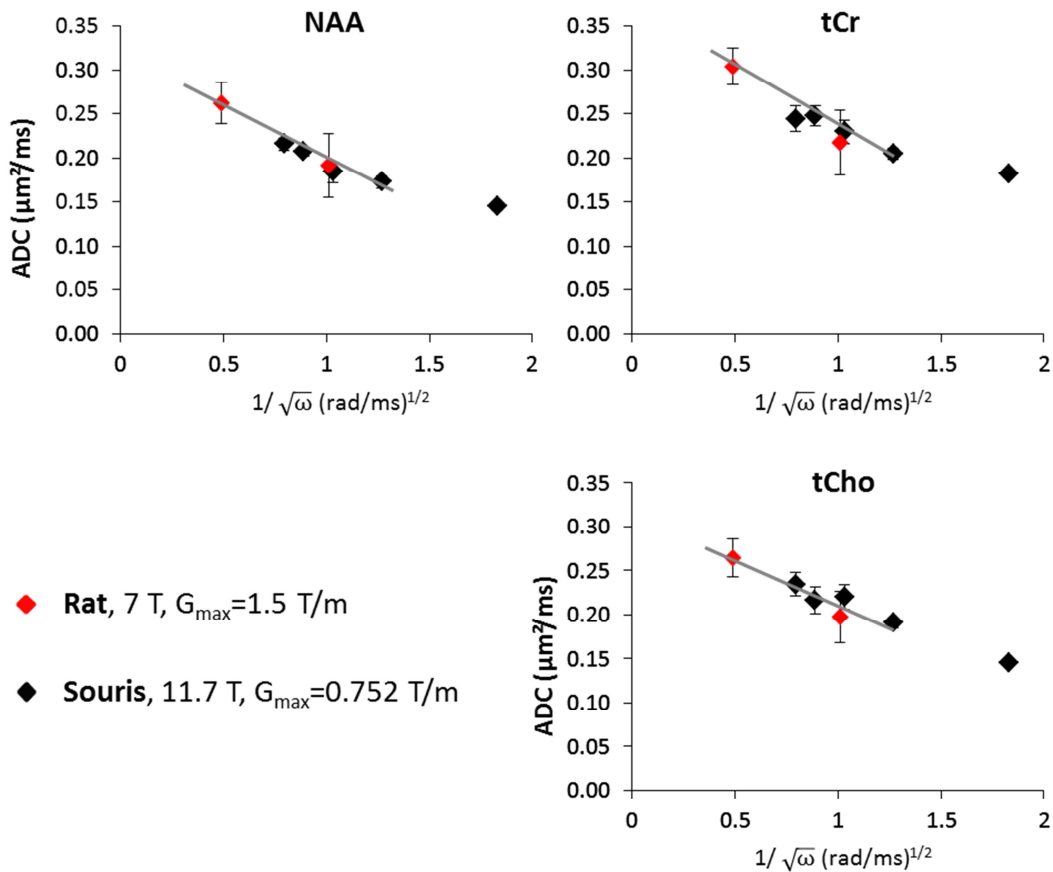 NAA
ADC (µm²/ms)
0.35
0.30
0.25
0.20
0.15
0.10
0.05
0.00
0 0.5 1 1.5 2
1/ √ω (rad/ms)^1/2
tCr
0.35
0.30
0.25
0.20
0.15
0.10
0.05
0.00
0 0.5 1 1.5 2
1/ √ω (rad/ms)^1/2
Rat, 7 T, Gmax=1.5 T/m
Souris, 11.7 T, Gmax=0.752 T/m
tCho
ADC (µm²/ms)
0.35
0.30
0.25
0.20
0.15
0.10
0.05
0.00
0 0.5 1 1.5 2
1/ √ω (rad/ms)^1/2